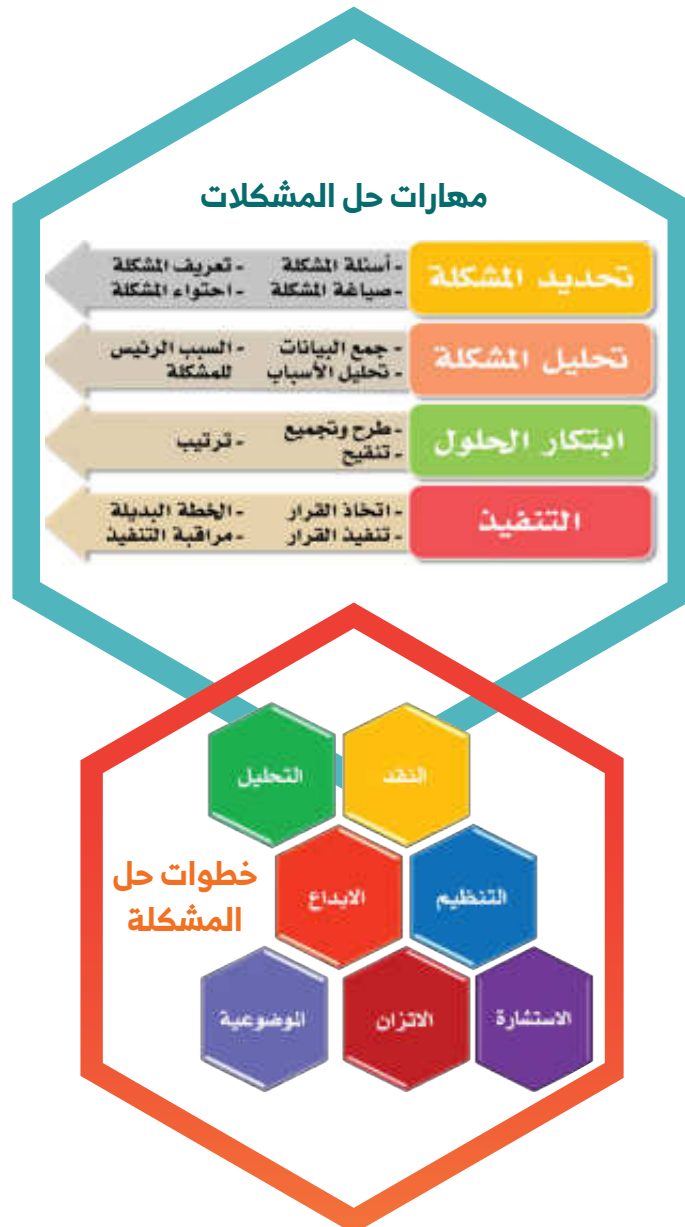 مهارات حل المشكلات
تحديد المشكلة
- أسئلة المشكلة - تعريف المشكلة
- صياغة المشكلة - احتواء المشكلة
تحليل المشكلة
- جمع البيانات - السبب الرئيس
- تحليل الأسباب للمشكلة
ابتكار الحلول
- طرح وتجميع - ترتيب
- تنقيح
التنفيذ
- اتخاذ القرار - الخطة البديلة
- تنفيذ القرار - مراقبة التنفيذ
النقد التحليل
خطوات حل
المشكلة
التنظيم الابداع
الاستشارة الاتزان الموضوعية